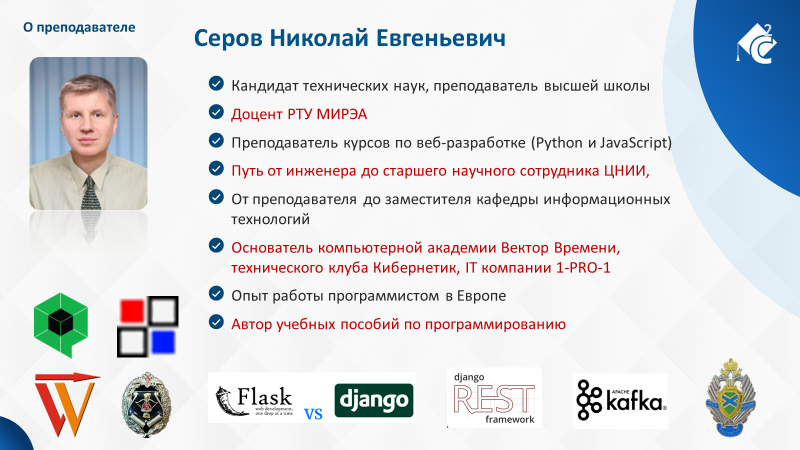 О преподавателе
Серов Николай Евгеньевич
Кандидат технических наук, преподаватель высшей школы
Доцент РТУ МИРЭА
Преподаватель курсов по веб-разработке (Python и JavaScript)
Путь от инженера до старшего научного сотрудника ЦНИИ,
От преподавателя до заместителя кафедры информационных
технологий
Основатель компьютерной академии Вектор Времени,
технического клуба Кибернетик, IT компании 1-PRO-1
Опыт работы программистом в Европе
Автор учебных пособий по программированию
Flask
web development,
one drop at a time
vs
django
django
REST
framework
APACHE
kafka®